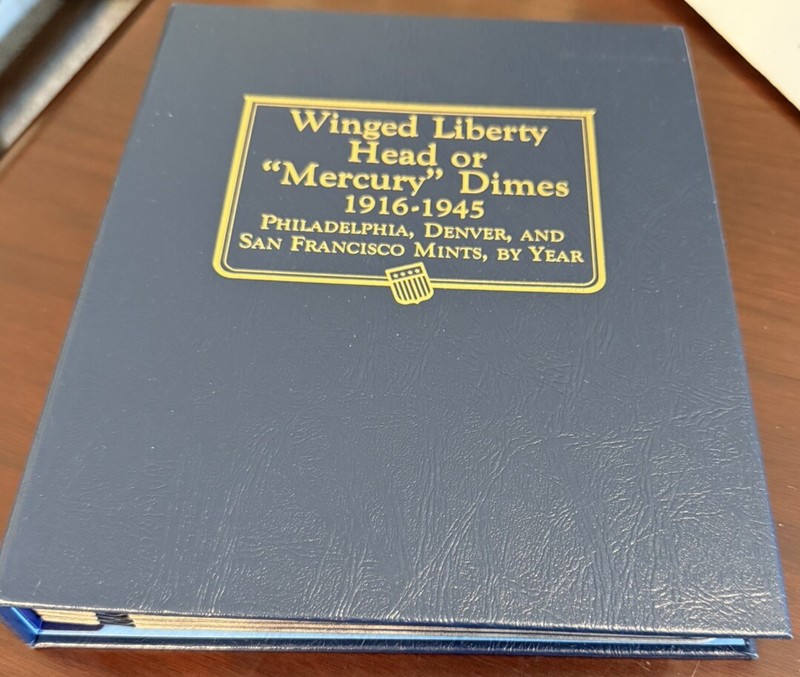 Winged Liberty
Head or
“Mercury” Dimes
1916-1945
Philadelphia, Denver, and
San Francisco Mints, by Year